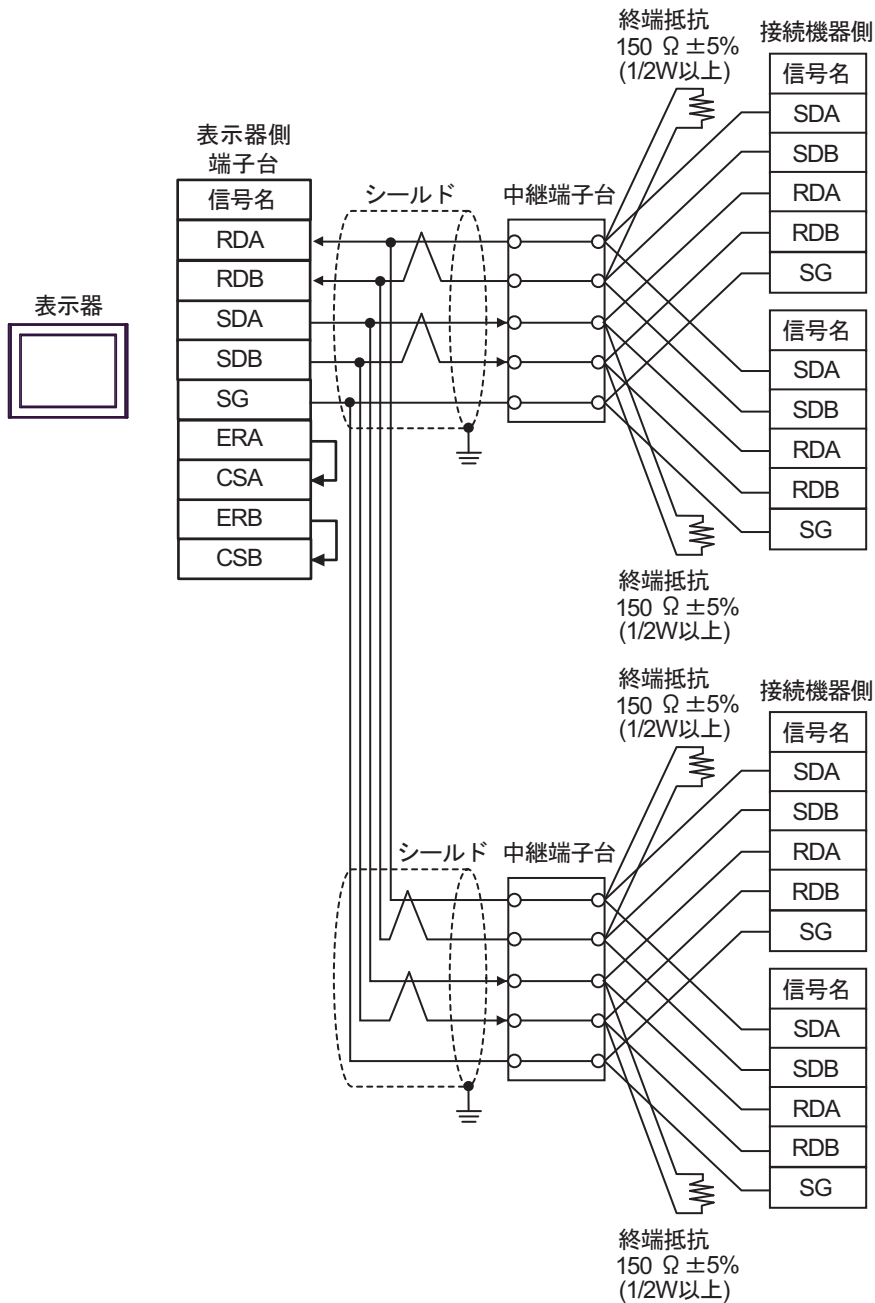 終端抵抗
150 Ω ±5%
(1/2W以上)
接続機器側
信号名
SDA
SDB
RDA
RDB
SG
表示器側
端子台
信号名
RDA
RDB
SDA
SDB
SG
ERA
CSA
ERB
CSB
シールド
中継端子台
表示器
信号名
SDA
SDB
RDA
RDB
SG
終端抵抗
150 Ω ±5%
(1/2W以上)
終端抵抗
150 Ω ±5%
(1/2W以上)
接続機器側
信号名
SDA
SDB
RDA
RDB
SG
シールド
中継端子台
信号名
SDA
SDB
RDA
RDB
SG
終端抵抗
150 Ω ±5%
(1/2W以上)